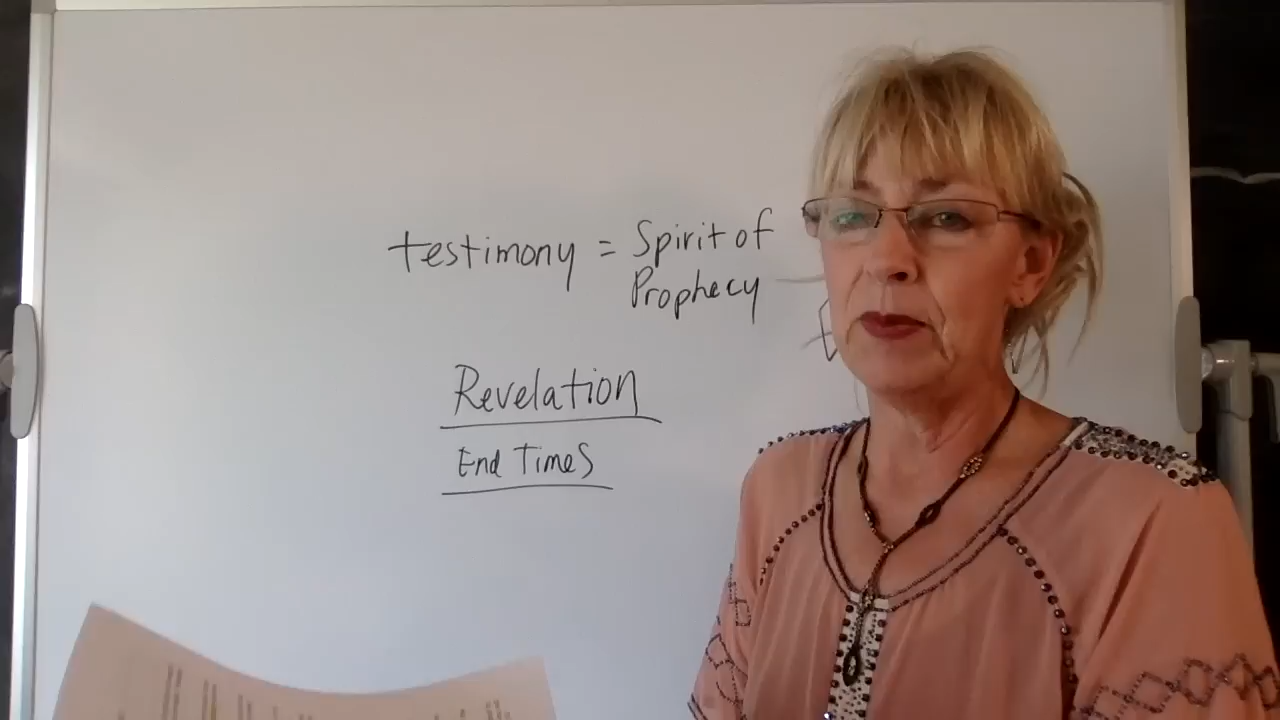 testimony = Spirit of
Prophecy
Revelation
End Times